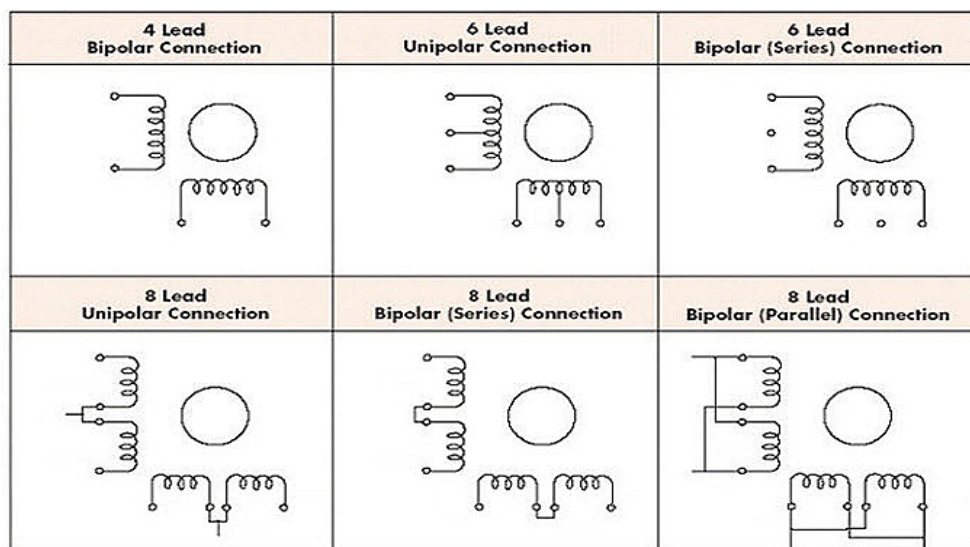 4 Lead
Bipolar Connection
6 Lead
Unipolar Connection
6 Lead
Bipolar (Series) Connection
8 Lead
Unipolar Connection
8 Lead
Bipolar (Series) Connection
8 Lead
Bipolar (Parallel) Connection